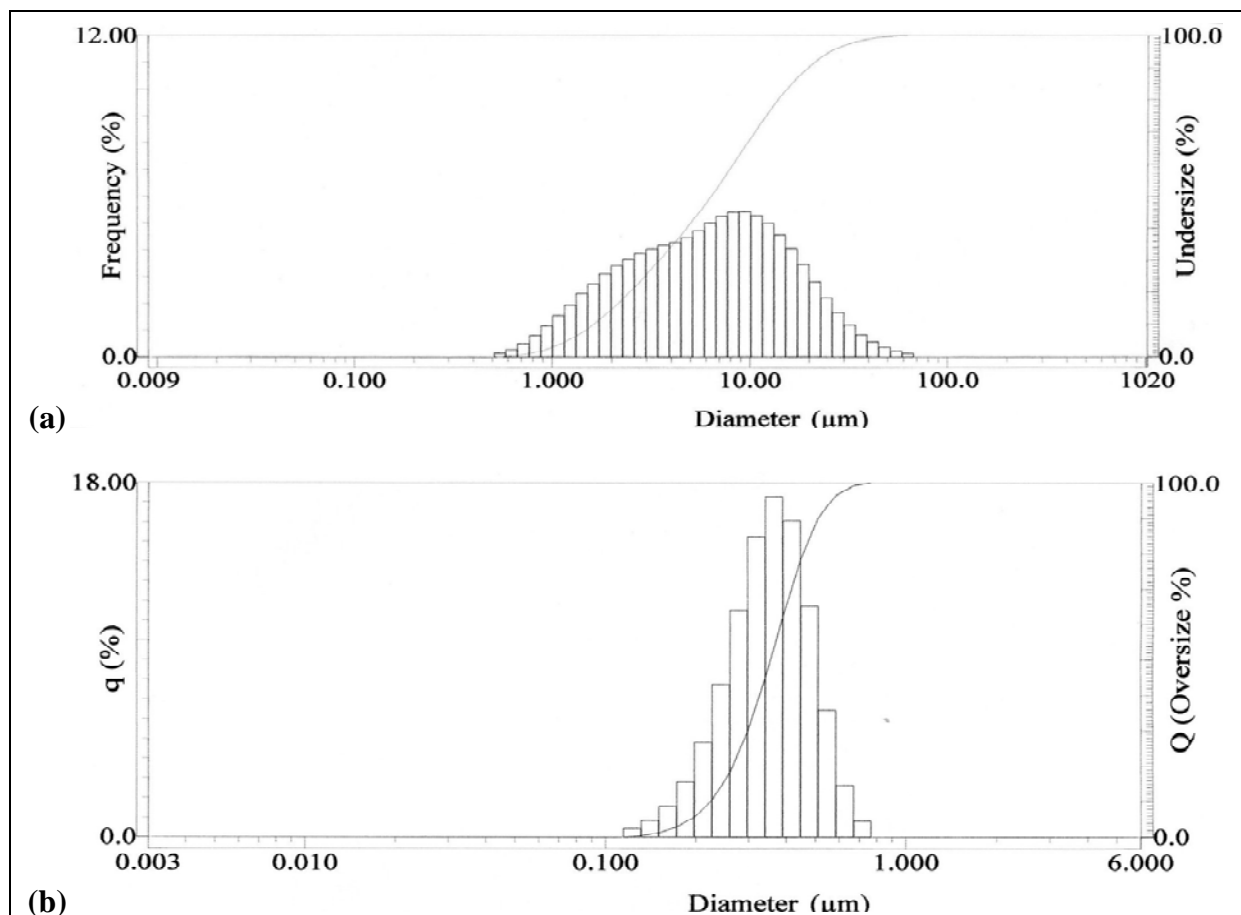 12.00
100.0
Frequency (%)
Undersize (%)
0.0
0.0
0.009
0.100
1.000
10.00
100.0
1020
(a)
Diameter (µm)
18.00
100.0
q (%)
Q (Oversize %)
0.0
0.0
0.003
0.010
0.100
1.000
6.000
(b)
Diameter (µm)